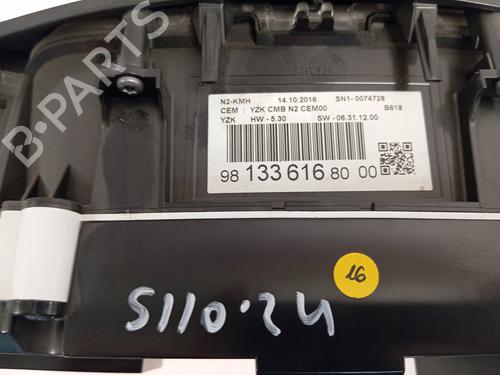 B618
N2-KMH 14.10.2016 SN1-0074728
CEM : YZK CMB N2 CEM00 B618
YZK HW - 5.30 SW - 06.31.12.00
98 133 616 80 00
16
S110.24
B-PARTS